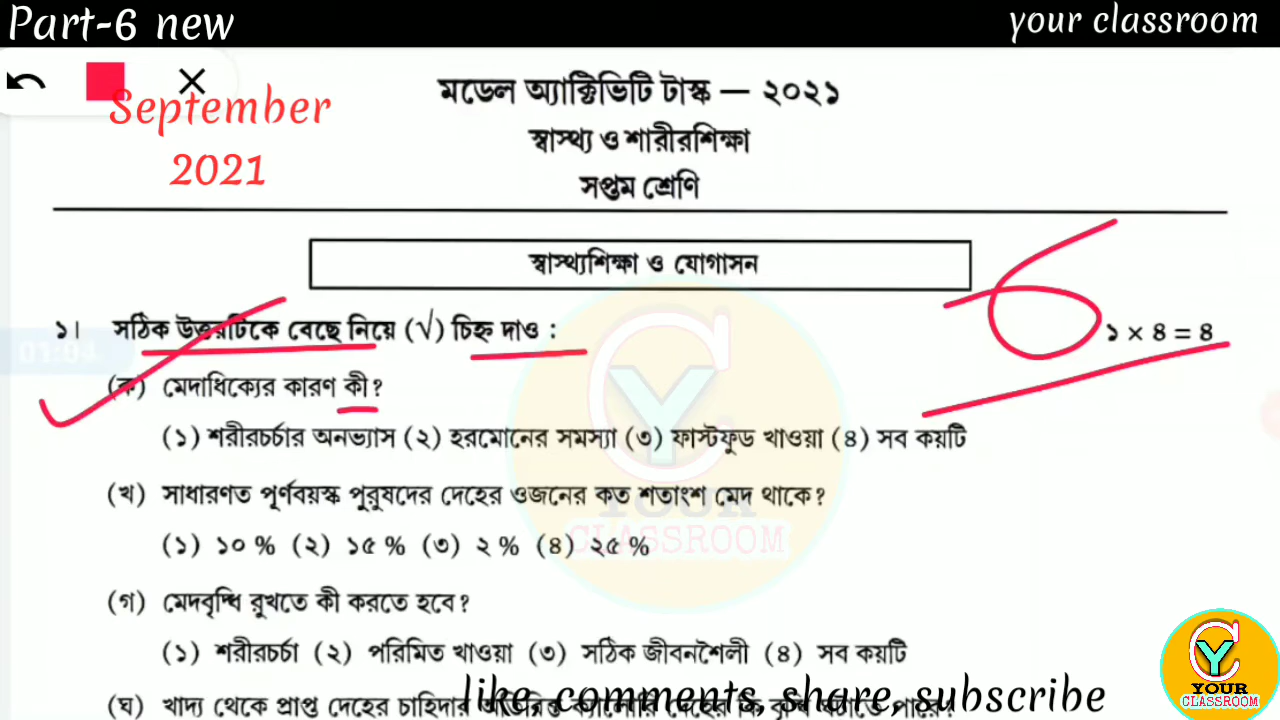 Part-6 new
your classroom
September
2021
মডেল অ্যাক্টিভিটি টাস্ক — ২০২১
স্বাস্থ্য ও শারীরশিক্ষা
সপ্তম শ্রেণি
স্বাস্থ্যশিক্ষা ও যোগাসন
১। সঠিক উত্তরটিকে বেছে নিয়ে (√) চিহ্ন দাও : ১ × ৪ = ৪
(ক) মেদাধিক্যের কারণ কী?
(১) শরীরচর্চার অনভ্যাস (২) হরমোনের সমস্যা (৩) ফাস্টফুড খাওয়া (৪) সব কয়টি
(খ) সাধারণত পূর্ণবয়স্ক পুরুষদের দেহের ওজনের কত শতাংশ মেদ থাকে?
(১) ১০ % (২) ১৫ % (৩) ২ % (৪) ২৫ %
(গ) মেদবৃদ্ধি রুখতে কী করতে হবে?
(১) শরীরচর্চা (২) পরিমিত খাওয়া (৩) সঠিক জীবনশৈলী (৪) সব কয়টি
(ঘ) খাদ্য থেকে প্রাপ্ত দেহের চাহিদার
like comments share subscribe
YOUR
CLASSROOM
YOUR
CLASSROOM